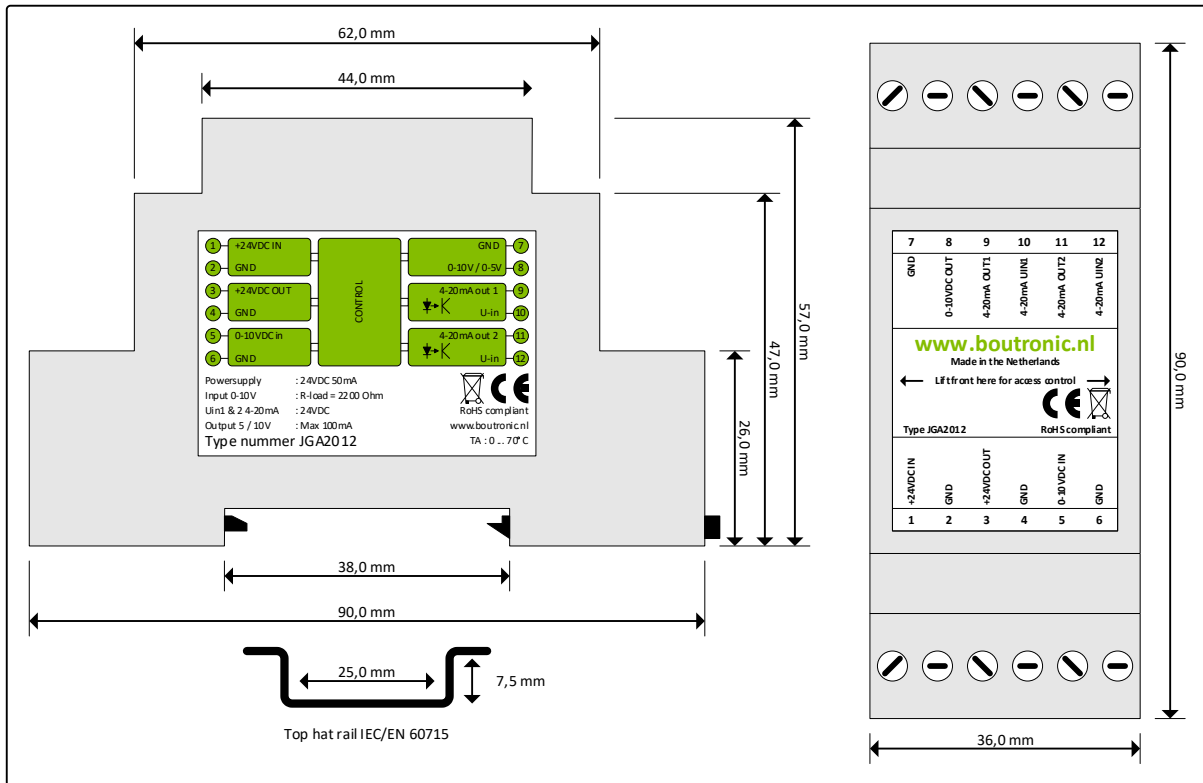 62,0 mm
44,0 mm
57,0 mm
47,0 mm
26,0 mm
1 +24VDC IN
2 GND
3 +24VDC OUT
4 GND
5 0-10VDC in
6 GND
CONTROL
GND 7
0-10V / 0-5V 8
4-20mA out 1 9
U-in 10
4-20mA out 2 11
U-in 12
Powersupply : 24VDC 50mA
Input 0-10V : R-load = 2200 Ohm
Uin1 & 2 4-20mA : 24VDC
Output 5 / 10V : Max 100mA
Type nummer JGA2012
CE
RoHS compliant
www.boutronic.nl
TA : 0 ... 70°C
38,0 mm
90,0 mm
25,0 mm
7,5 mm
Top hat rail IEC/EN 60715
7 8 9 10 11 12
GND
0-10VDC OUT
4-20mA OUT1
4-20mA UIN1
4-20mA OUT2
4-20mA UIN2
www.boutronic.nl
Made in the Netherlands
Lift front here for access control
CE
Type JGA2012 RoHS compliant
+24VDC IN
GND
+24VDC OUT
GND
0-10VDC IN
GND
1 2 3 4 5 6
90,0 mm
36,0 mm